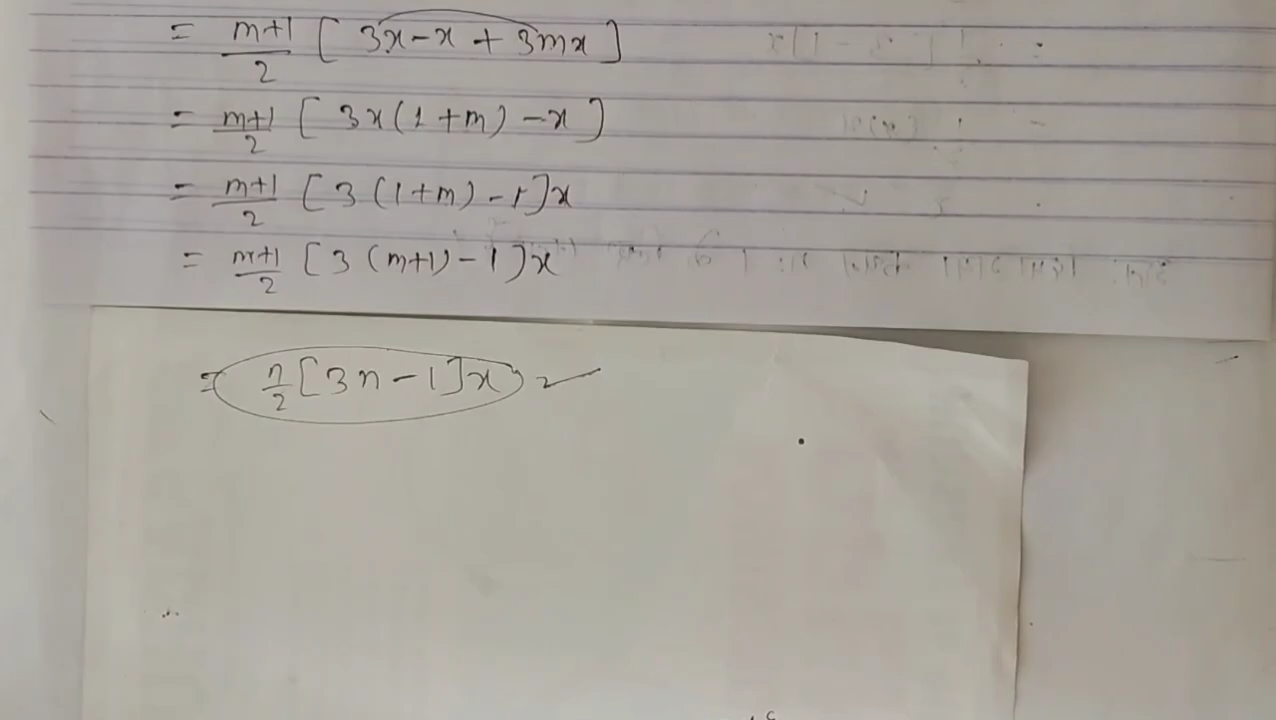 = m+1/2 [ 3x-x + 3mx ]
= m+1/2 [ 3x(1+m) -x ]
= m+1/2 [ 3 (1+m) - 1 ]x
= m+1/2 [ 3 (m+1) - 1 ]x
= n/2 [ 3n - 1 ]x